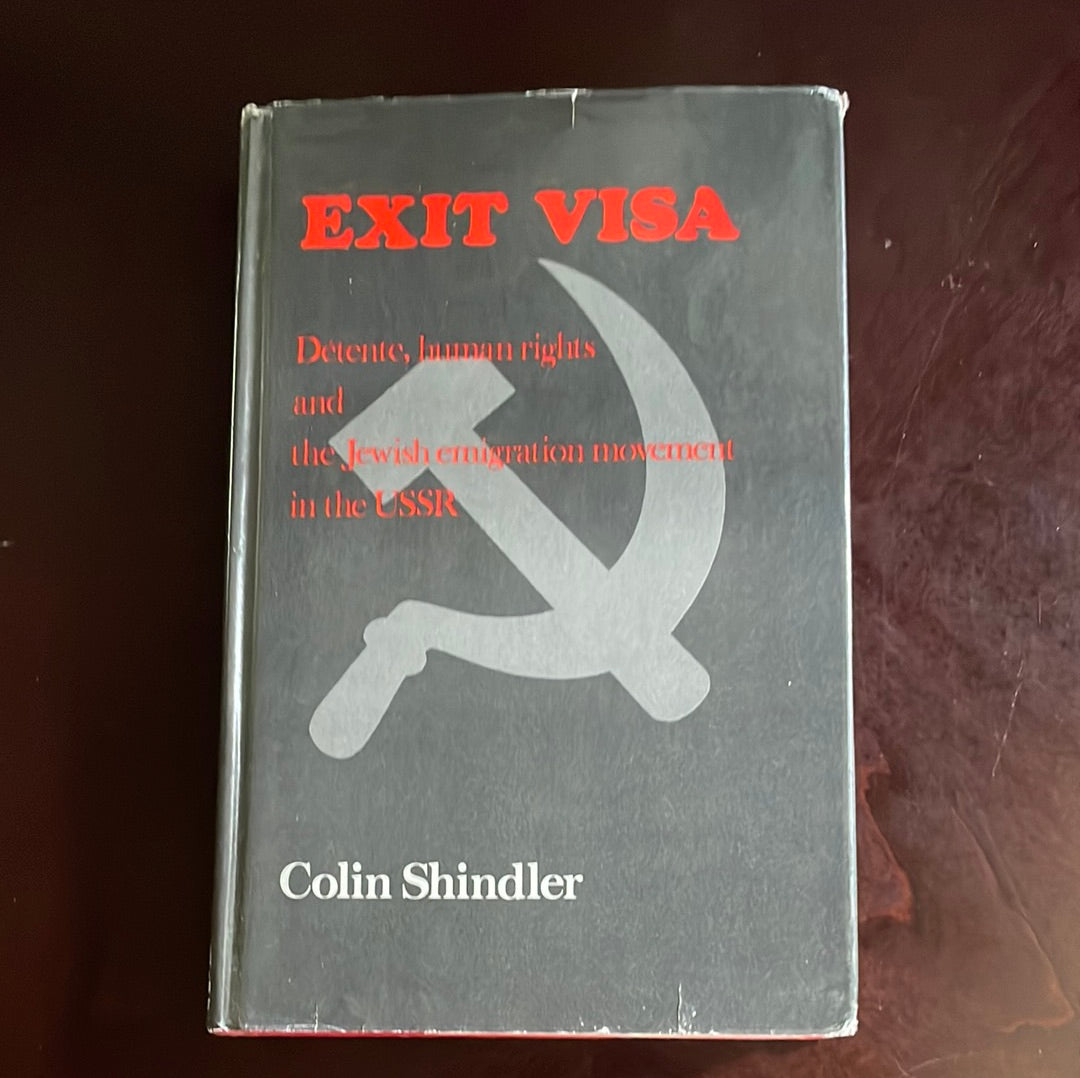 EXIT VISA
Détente, human rights
and
the Jewish emigration movement
in the USSR
Colin Shindler